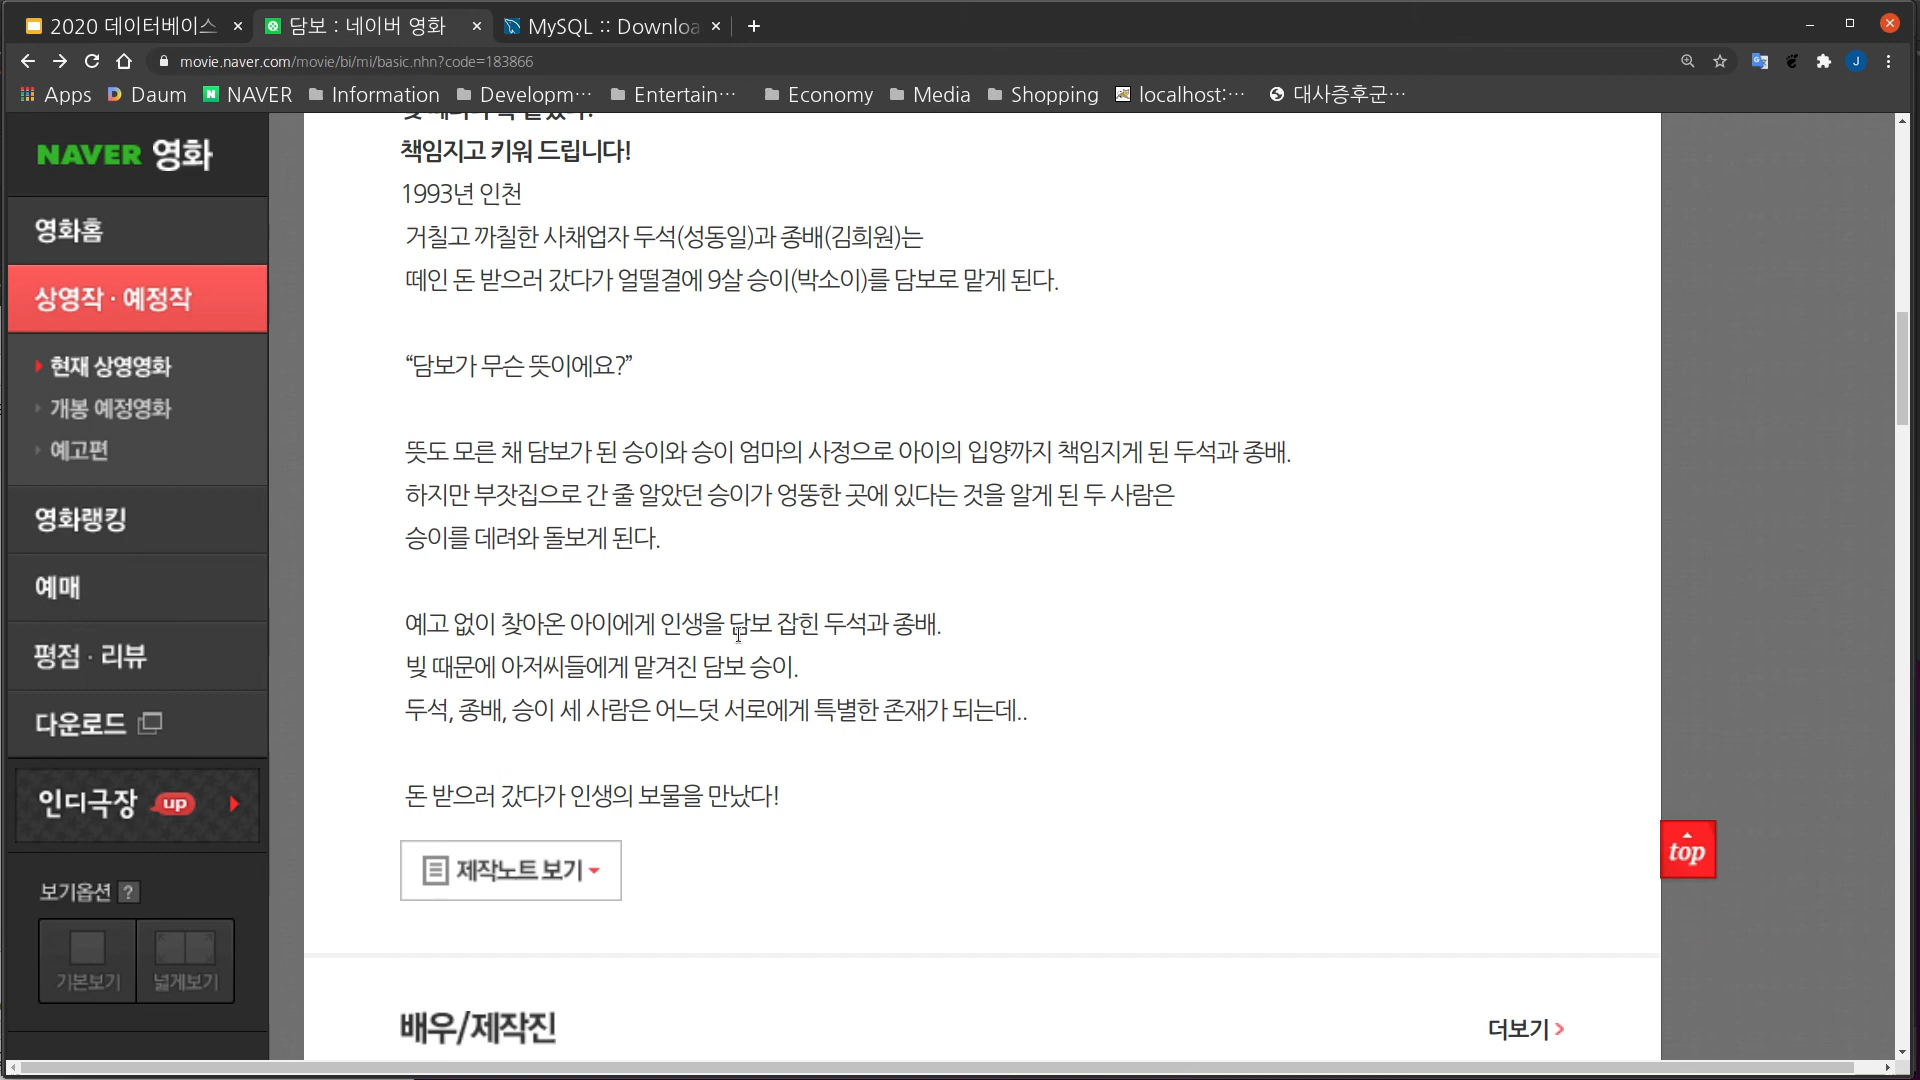 2020 데이터베이스
담보 : 네이버 영화
MySQL :: Downloa
movie.naver.com/movie/bi/mi/basic.nhn?code=183866
J
Apps
Daum
NAVER
Information
Developm…
Entertain…
Economy
Media
Shopping
localhost:…
대사증후군…
NAVER 영화
영화홈
상영작 · 예정작
현재 상영영화
개봉 예정영화
예고편
영화랭킹
예매
평점 · 리뷰
다운로드
인디극장 up
보기옵션 ?
기본보기
넓게보기
책임지고 키워 드립니다!
1993년 인천
거칠고 까칠한 사채업자 두석(성동일)과 종배(김희원)는
떼인 돈 받으러 갔다가 얼떨결에 9살 승이(박소이)를 담보로 맡게 된다.
“담보가 무슨 뜻이에요?”
뜻도 모른 채 담보가 된 승이와 승이 엄마의 사정으로 아이의 입양까지 책임지게 된 두석과 종배.
하지만 부잣집으로 간 줄 알았던 승이가 엉뚱한 곳에 있다는 것을 알게 된 두 사람은
승이를 데려와 돌보게 된다.
예고 없이 찾아온 아이에게 인생을 담보 잡힌 두석과 종배.
빚 때문에 아저씨들에게 맡겨진 담보 승이.
두석, 종배, 승이 세 사람은 어느덧 서로에게 특별한 존재가 되는데..
돈 받으러 갔다가 인생의 보물을 만났다!
제작노트 보기
top
배우/제작진
더보기